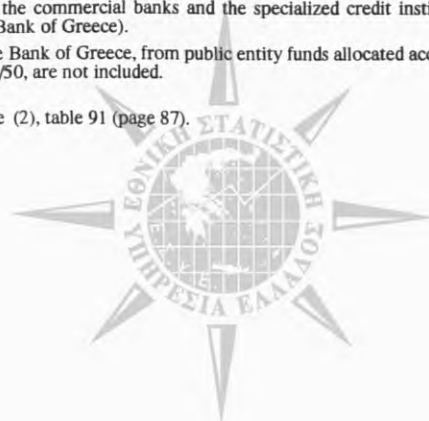 the commercial banks and the specialized credit insti
Bank of Greece).
e Bank of Greece, from public entity funds allocated acc
/50, are not included.
e (2), table 91 (page 87).
ΕΘΝΙΚΗ ΣΤΑΤΙΣΤΙΚΗ
ΥΠΗΡΕΣΙΑ ΕΛΛΑΔΟΣ
Ε.Σ.Υ.Ε.